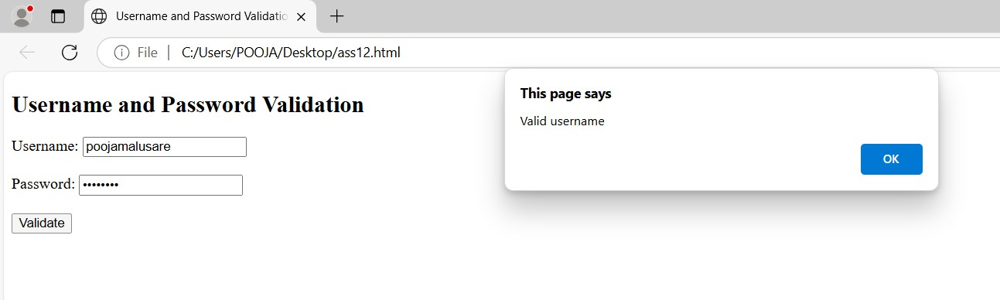 Username and Password Validatio
File
C:/Users/POOJA/Desktop/ass12.html
This page says
Valid username
OK
Username and Password Validation
Username: poojamalusare
Password: ••••••••
Validate